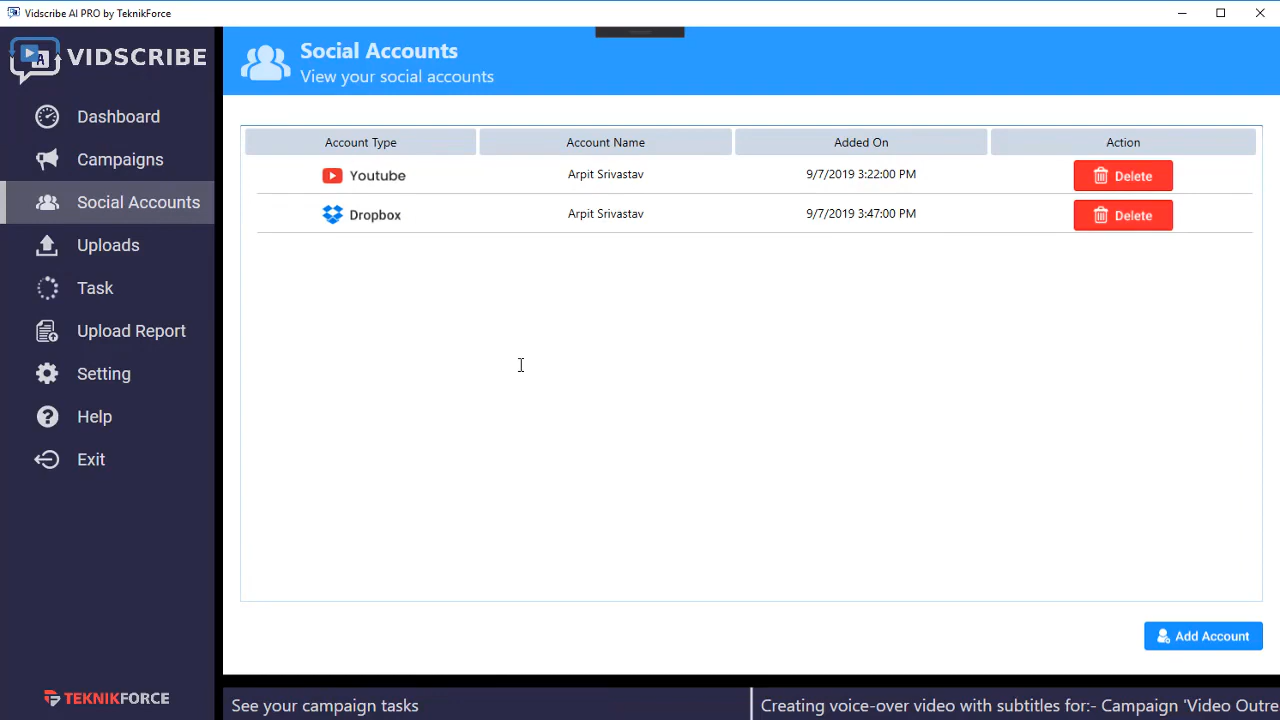 Vidscribe AI PRO by TeknikForce
VIDSCRIBE
Dashboard
Campaigns
Social Accounts
Uploads
Task
Upload Report
Setting
Help
Exit
TEKNIKFORCE
Social Accounts
View your social accounts
Account Type Account Name Added On Action
Youtube Arpit Srivastav 9/7/2019 3:22:00 PM Delete
Dropbox Arpit Srivastav 9/7/2019 3:47:00 PM Delete
Add Account
See your campaign tasks
Creating voice-over video with subtitles for:- Campaign 'Video Outre